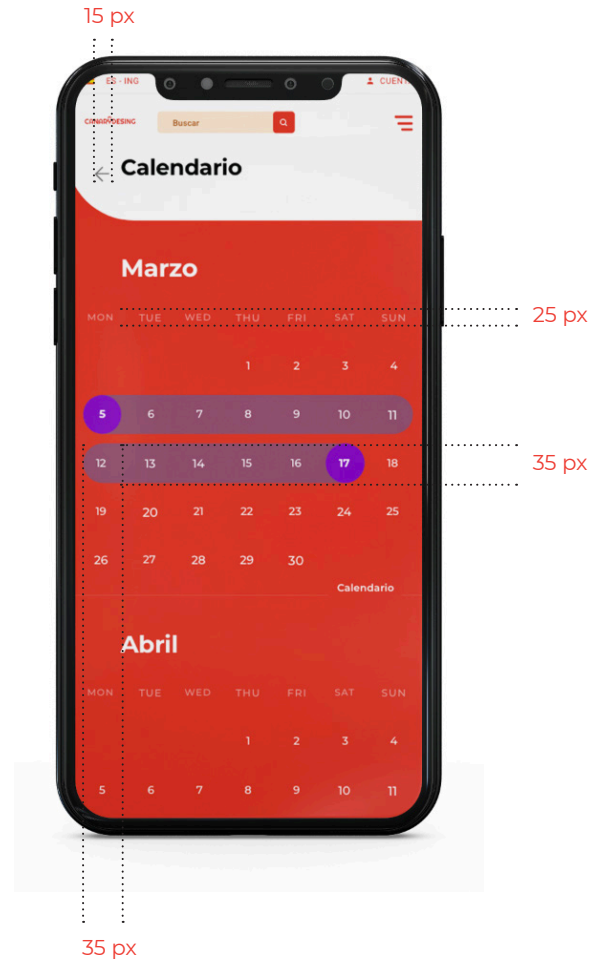 15 px
ES - ING
CUENT
CANARYDESING
Buscar
Calendario
Marzo
MON TUE WED THU FRI SAT SUN
25 px
1 2 3 4
5 6 7 8 9 10 11
12 13 14 15 16 17 18
35 px
19 20 21 22 23 24 25
26 27 28 29 30
Calendario
Abril
MON TUE WED THU FRI SAT SUN
1 2 3 4
5 6 7 8 9 10 11
35 px